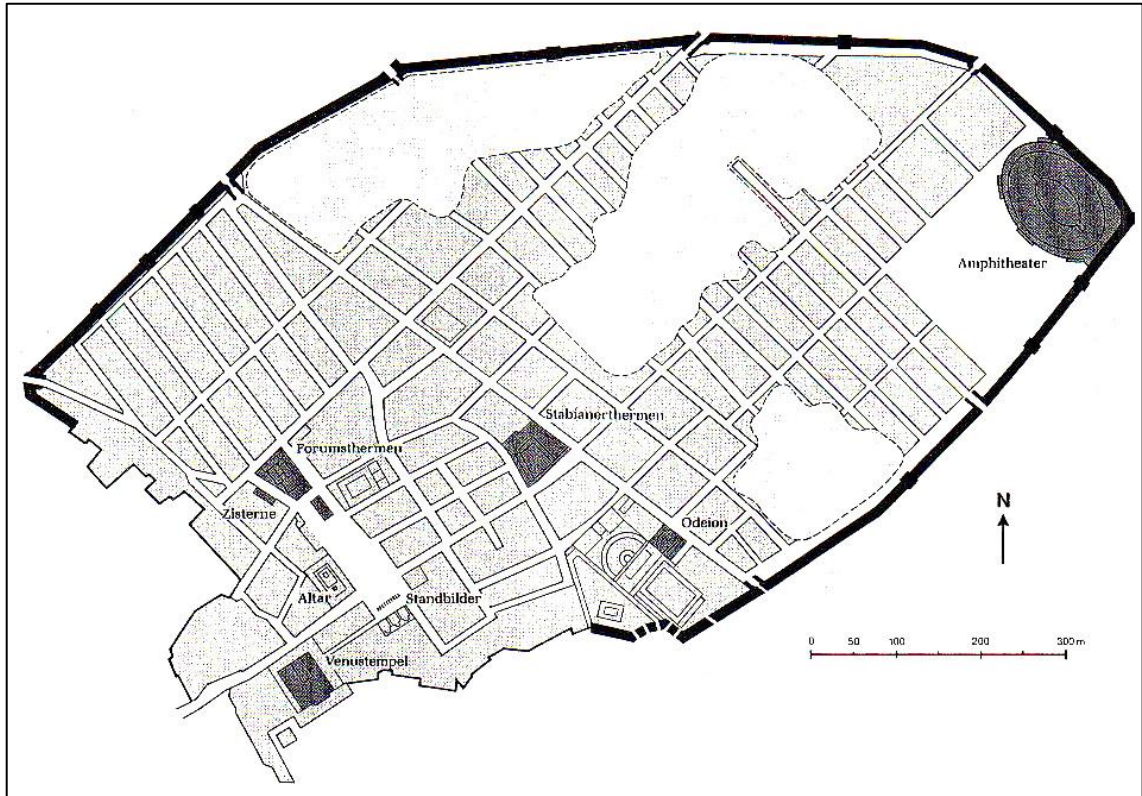 Amphitheater
Stabianerthermen
Forumsthermen
Zisterne
Odeion
N
Altar
Standbilder
Venustempel
0 50 100 200 300 m